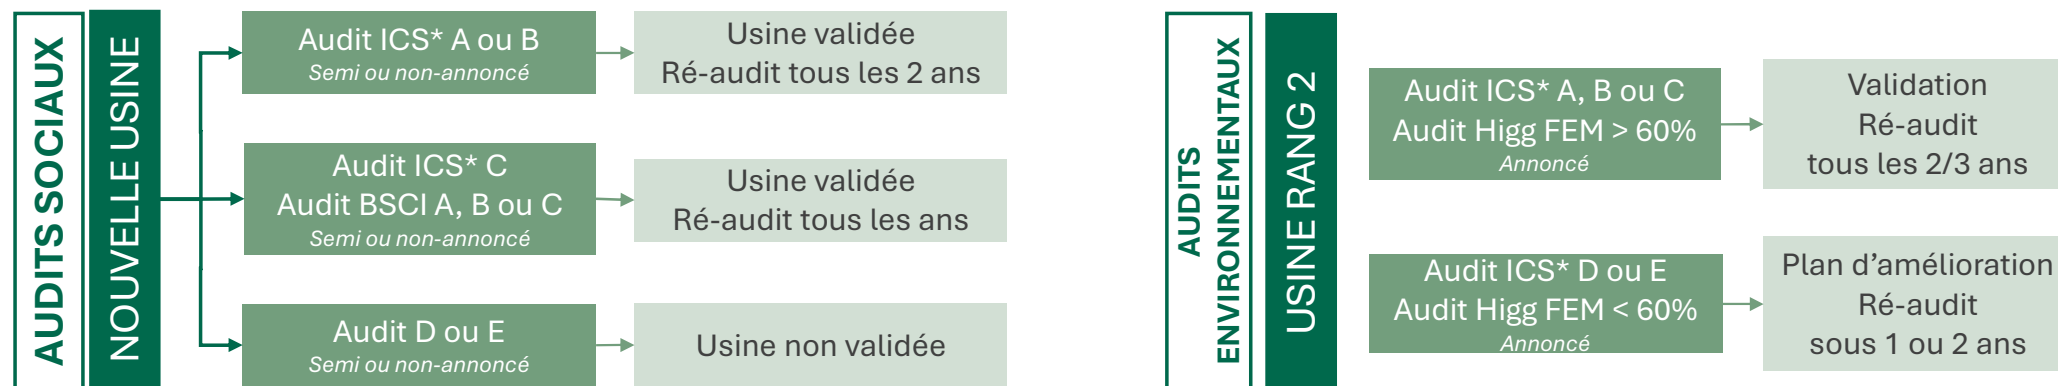 AUDITS SOCIAUX
NOUVELLE USINE
Audit ICS* A ou B
Semi ou non-annoncé
Usine validée
Ré-audit tous les 2 ans
Audit ICS* C
Audit BSCI A, B ou C
Semi ou non-annoncé
Usine validée
Ré-audit tous les ans
Audit D ou E
Semi ou non-annoncé
Usine non validée
AUDITS
ENVIRONNEMENTAUX
USINE RANG 2
Audit ICS* A, B ou C
Audit Higg FEM > 60%
Annoncé
Validation
Ré-audit
tous les 2/3 ans
Audit ICS* D ou E
Audit Higg FEM < 60%
Annoncé
Plan d’amélioration
Ré-audit
sous 1 ou 2 ans